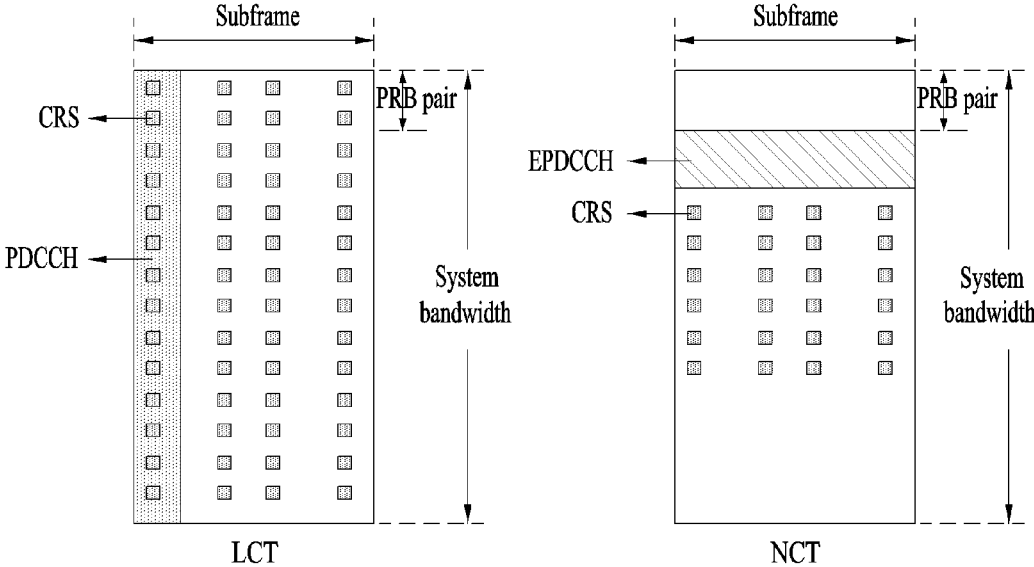 Subframe
PRB pair
CRS
PDCCH
System
bandwidth
LCT
Subframe
PRB pair
EPDCCH
CRS
System
bandwidth
NCT